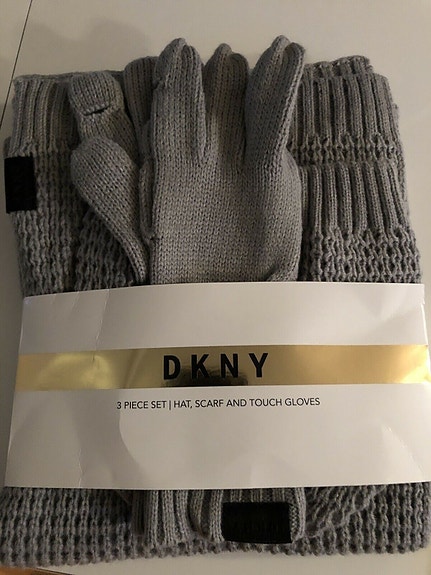 DKNY
3 PIECE SET | HAT, SCARF AND TOUCH GLOVES